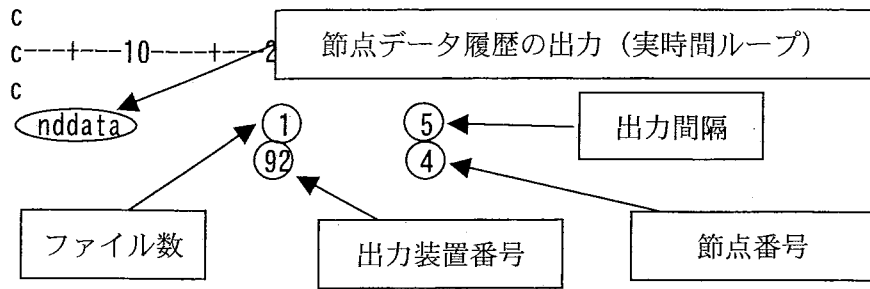 c
c---+---10----+---2
節点データ履歴の出力（実時間ループ）
c
nddata 1 5
出力間隔
92 4
ファイル数
出力装置番号
節点番号